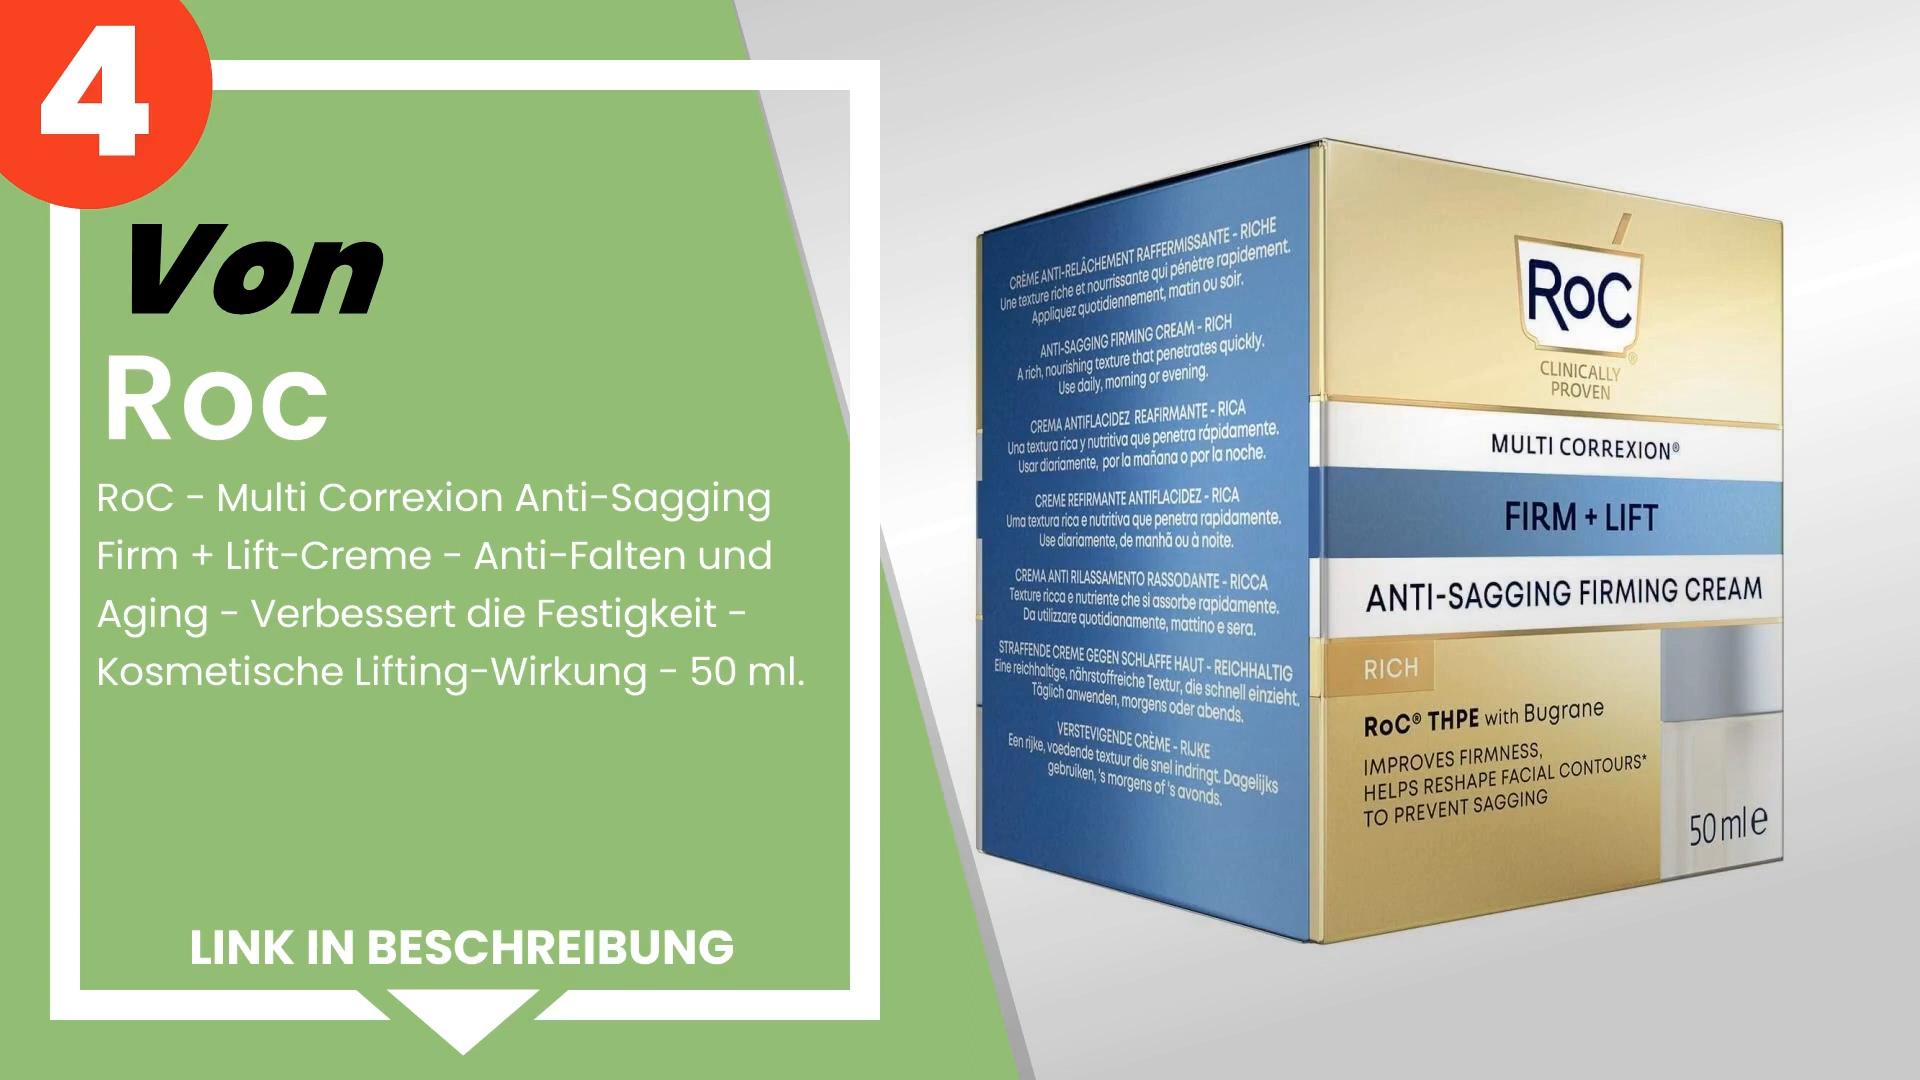 4
Von
Roc
RoC - Multi Correxion Anti-Sagging
Firm + Lift-Creme - Anti-Falten und
Aging - Verbessert die Festigkeit -
Kosmetische Lifting-Wirkung - 50 ml.
LINK IN BESCHREIBUNG
CRÈME ANTI-RELÂCHEMENT RAFFERMISSANTE - RICHE
Une texture riche et nourrissante qui pénètre rapidement.
Appliquez quotidiennement, matin ou soir.
ANTI-SAGGING FIRMING CREAM - RICH
A rich, nourishing texture that penetrates quickly.
Use daily, morning or evening.
CREMA ANTIFLACIDEZ REAFIRMANTE - RICA
Una textura rica y nutritiva que penetra rápidamente.
Usar diariamente, por la mañana o por la noche.
CREME REFIRMANTE ANTIFLACIDEZ - RICA
Uma textura rica e nutritiva que penetra rapidamente.
Use diariamente, de manhã ou à noite.
CREMA ANTI RILASSAMENTO RASSODANTE - RICCA
Texture ricca e nutriente che si assorbe rapidamente.
Da utilizzare quotidianamente, mattino e sera.
STRAFFENDE CREME GEGEN SCHLAFFE HAUT - REICHHALTIG
Eine reichhaltige, nährstoffreiche Textur, die schnell einzieht.
Täglich anwenden, morgens oder abends.
VERSTEVIGENDE CRÈME - RIJKE
Een rijke, voedende textuur die snel indringt. Dagelijks
gebruiken, 's morgens of 's avonds.
RoC®
CLINICALLY
PROVEN
MULTI CORREXION®
FIRM + LIFT
ANTI-SAGGING FIRMING CREAM
RICH
RoC® THPE with Bugrane
IMPROVES FIRMNESS,
HELPS RESHAPE FACIAL CONTOURS*
TO PREVENT SAGGING
50 ml e